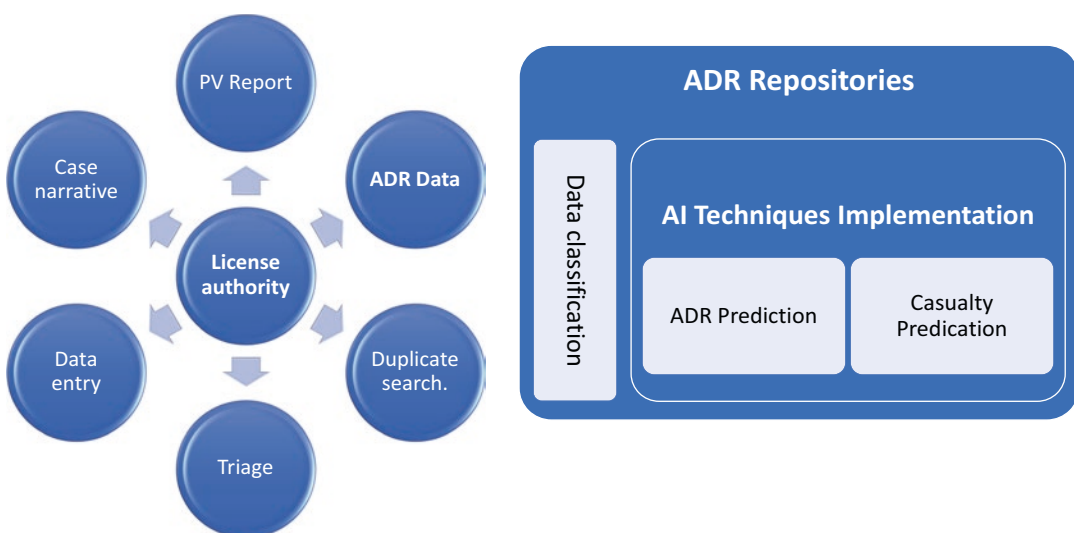 PV Report
Case
narrative
ADR Data
License
authority
Data
entry
Duplicate
search.
Triage
ADR Repositories
Data classification
AI Techniques Implementation
ADR Prediction
Casualty
Predication